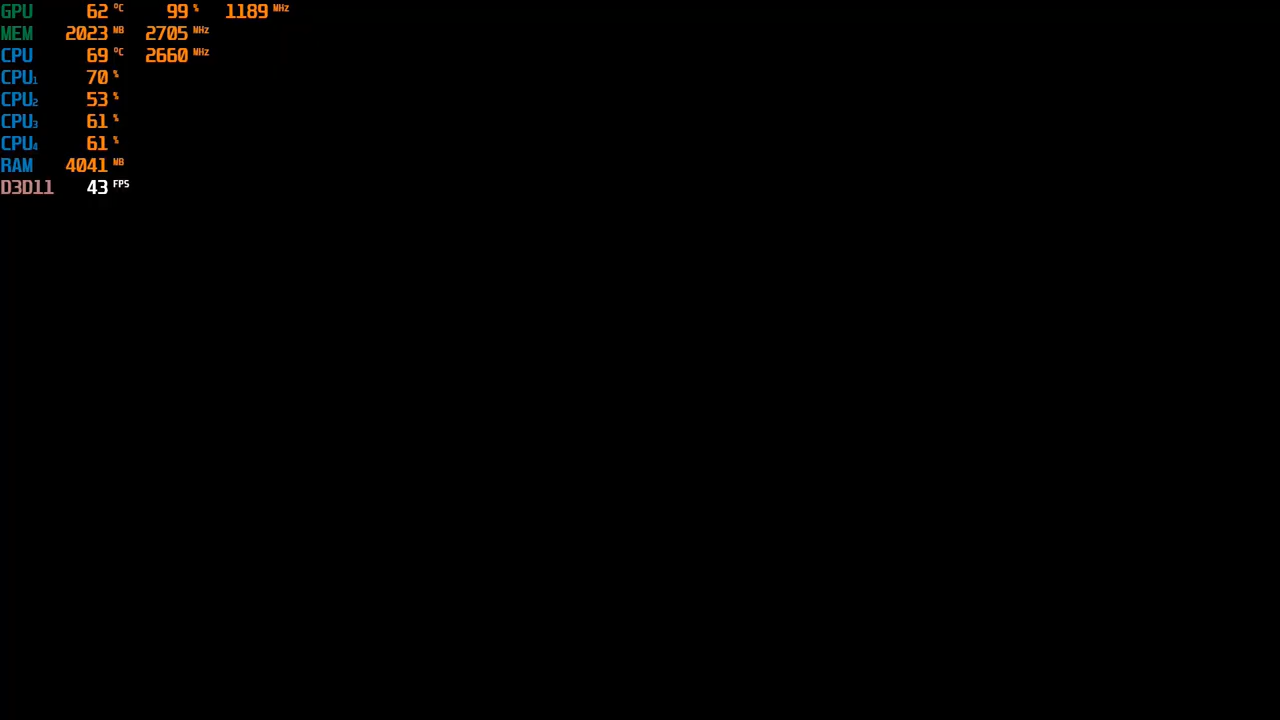 GPU 62 °C 99 % 1189 MHz
MEM 2023 MB 2705 MHz
CPU 69 °C 2660 MHz
CPU1 70 %
CPU2 53 %
CPU3 61 %
CPU4 61 %
RAM 4041 MB
D3D11 43 FPS